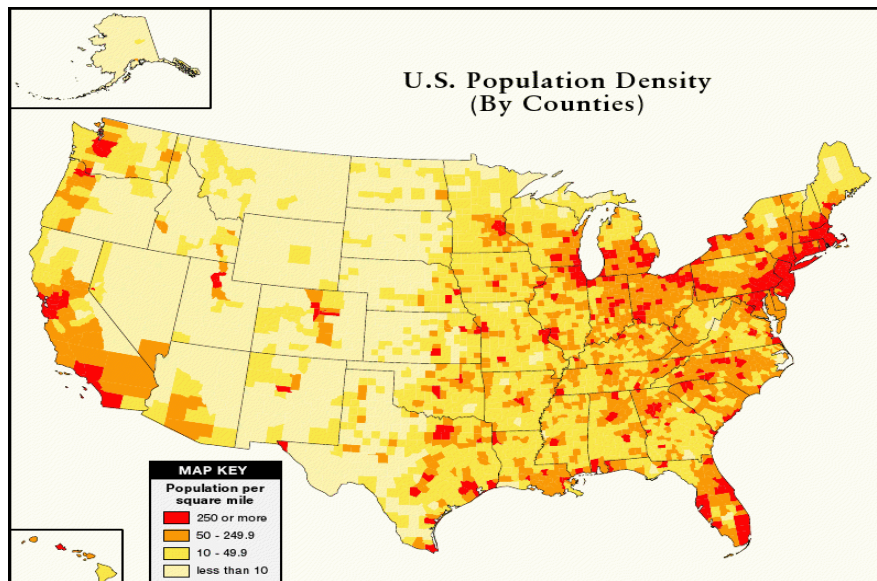 U.S. Population Density
(By Counties)
MAP KEY
Population per
square mile
250 or more
50 - 249.9
10 - 49.9
less than 10